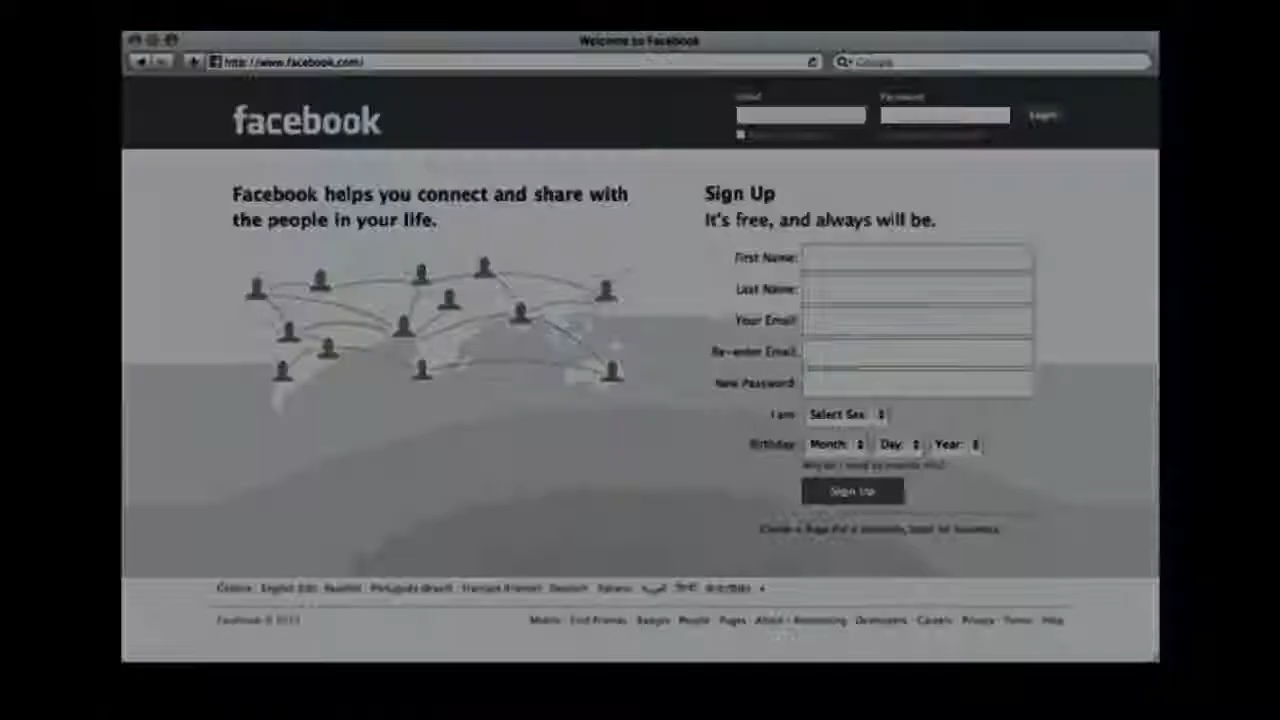 Welcome to Facebook
http://www.facebook.com/
Google
facebook
Email
Password
Login
Facebook helps you connect and share with
the people in your life.
Sign Up
It's free, and always will be.
First Name:
Last Name:
Your Email:
Re-enter Email:
New Password:
I am: Select Sex:
Birthday: Month: Day: Year:
Sign Up
Español Português (Brasil) Français (France) Deutsch Italiano
Mobile Find Friends Badges People Pages About Advertising Developers Careers Privacy Terms Help